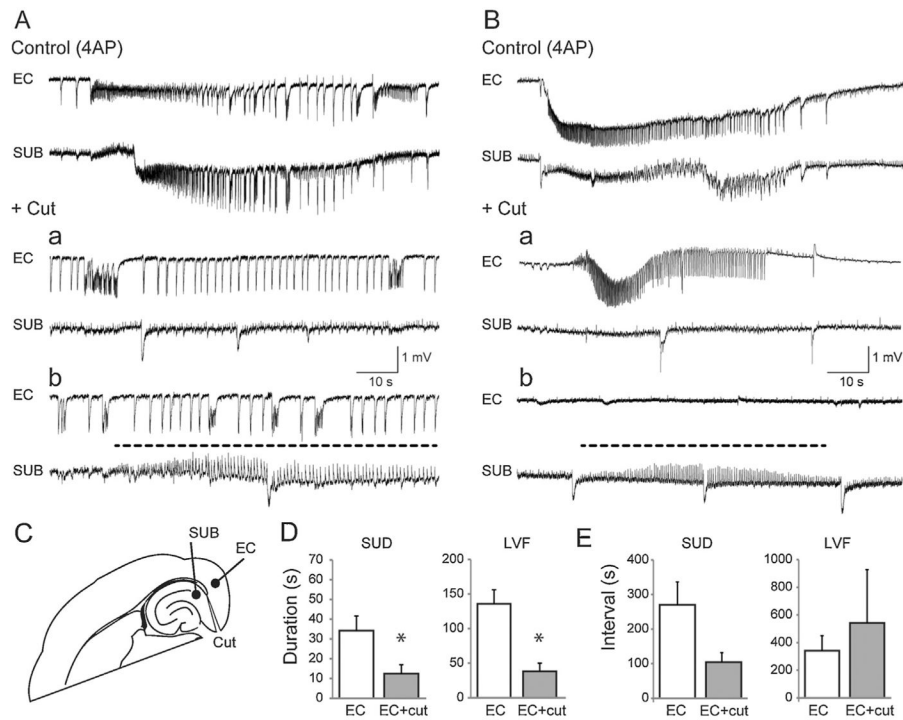 A
Control (4AP)
EC
SUB
+ Cut
a
EC
SUB
1 mV
10 s
b
EC
SUB
B
Control (4AP)
EC
SUB
+ Cut
a
EC
SUB
1 mV
10 s
b
EC
SUB
C
SUB
EC
Cut
D
SUD
Duration (s)
70
60
50
40
30
20
10
0
*
EC EC+cut
LVF
200
150
100
50
0
*
EC EC+cut
E
SUD
Interval (s)
400
300
200
100
0
EC EC+cut
LVF
1000
800
600
400
200
0
EC EC+cut